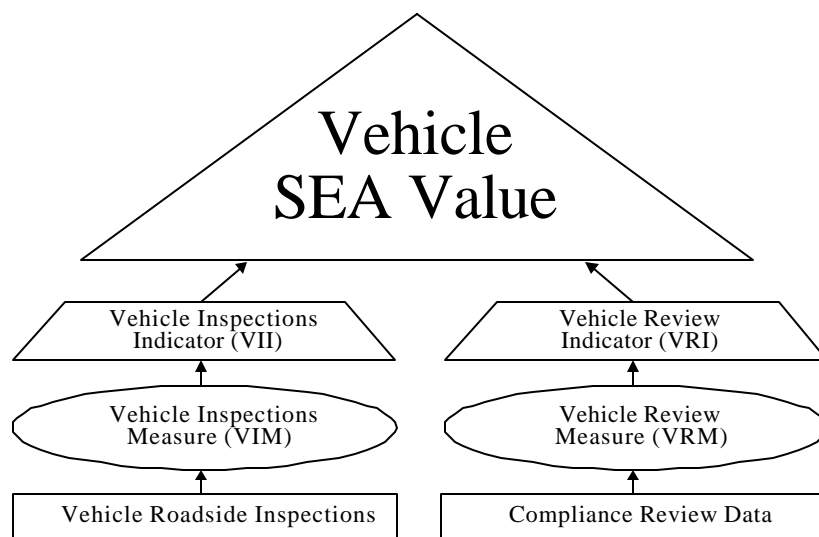 Vehicle
SEA Value
Vehicle Inspections
Indicator (VII)
Vehicle Review
Indicator (VRI)
Vehicle Inspections
Measure (VIM)
Vehicle Review
Measure (VRM)
Vehicle Roadside Inspections
Compliance Review Data